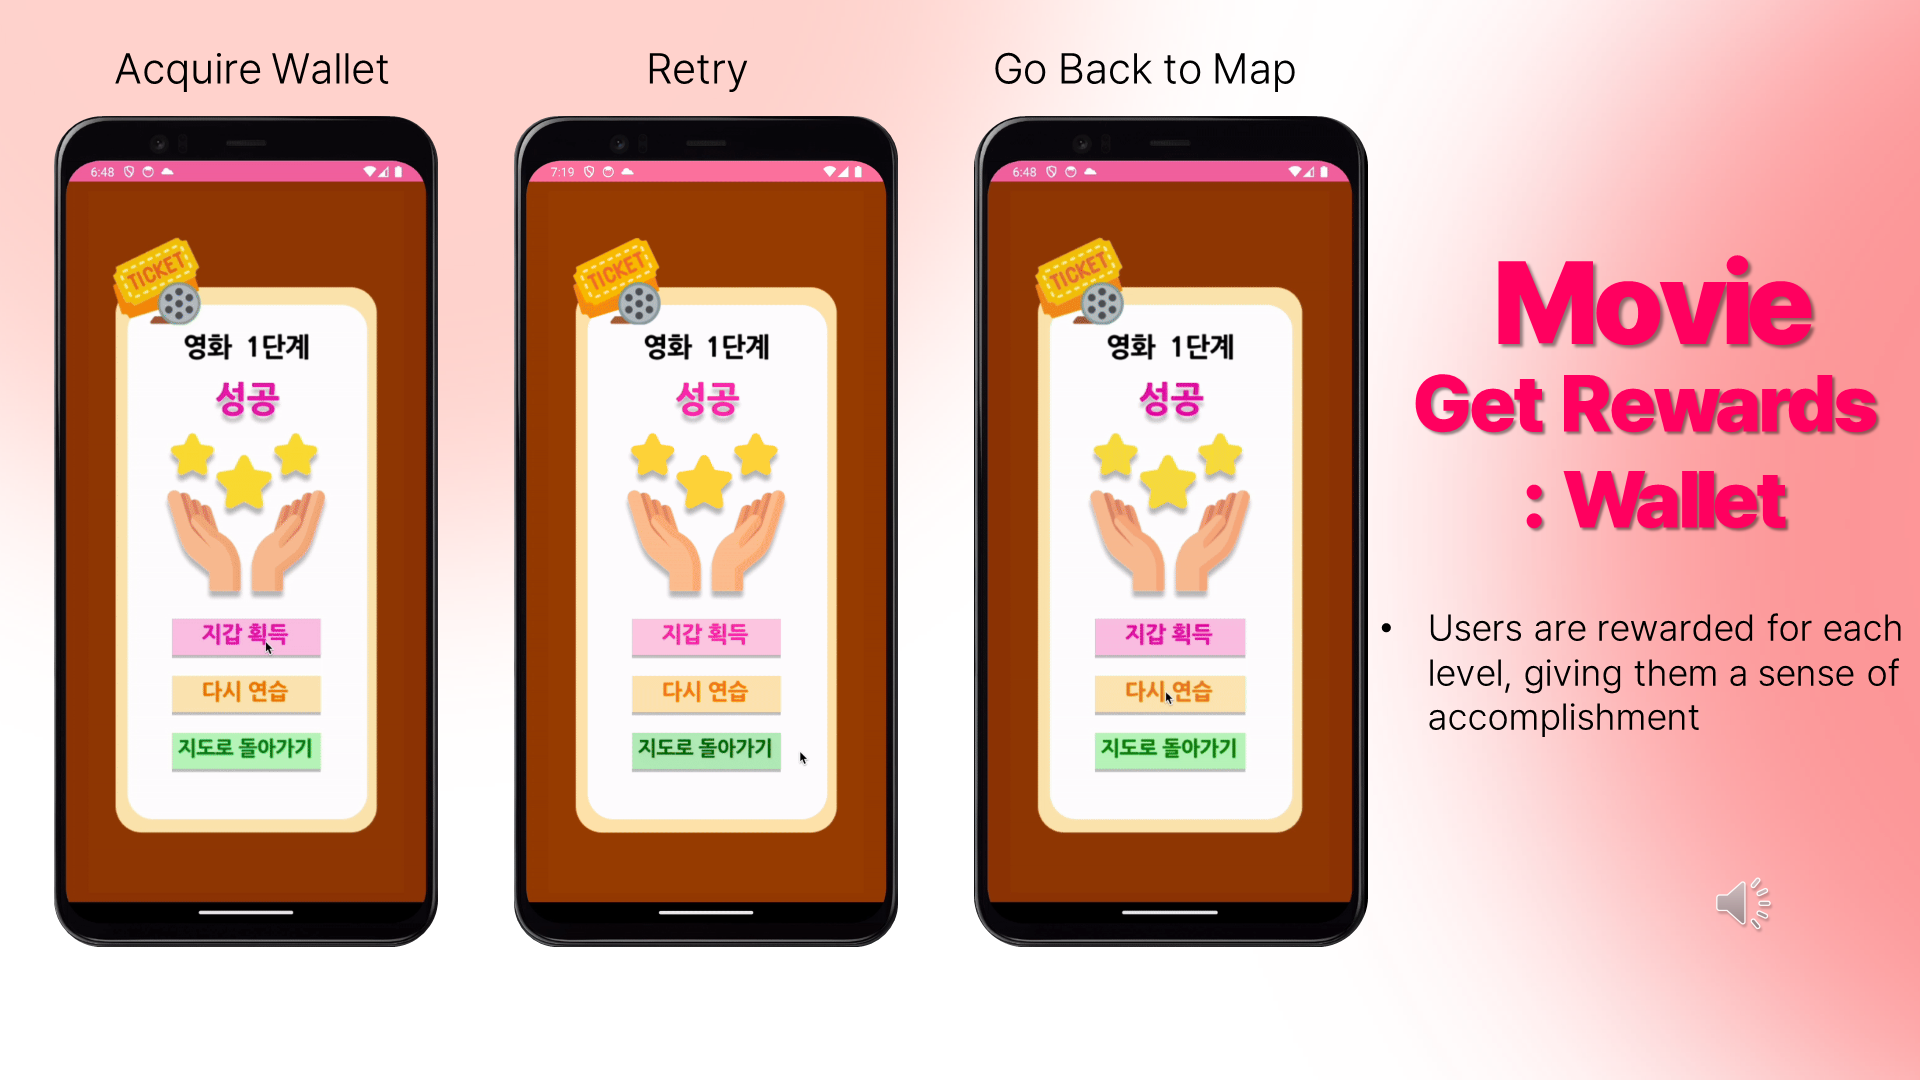 Acquire Wallet
6:48
TICKET
영화 1단계
성공
지갑 획득
다시 연습
지도로 돌아가기
Retry
7:19
TICKET
영화 1단계
성공
지갑 획득
다시 연습
지도로 돌아가기
Go Back to Map
6:48
TICKET
영화 1단계
성공
지갑 획득
다시 연습
지도로 돌아가기
Movie
Get Rewards
: Wallet
• Users are rewarded for each
level, giving them a sense of
accomplishment